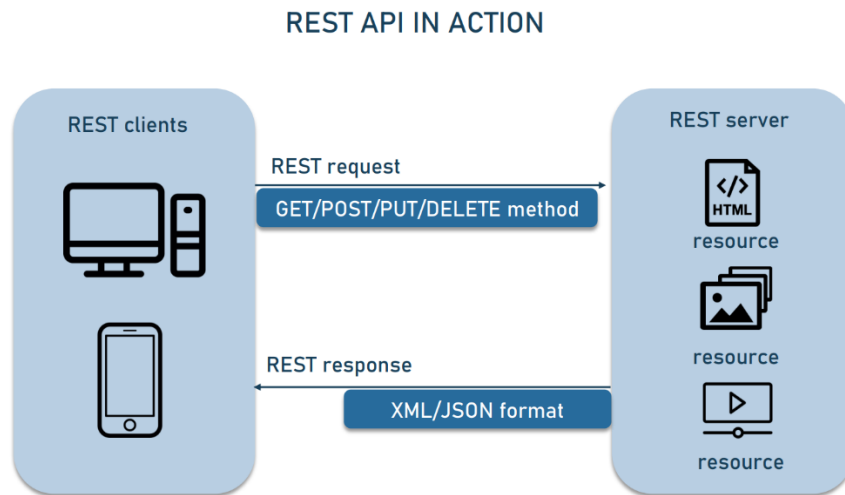 REST API IN ACTION
REST clients
REST request
GET/POST/PUT/DELETE method
REST response
XML/JSON format
REST server
</>
HTML
resource
resource
resource